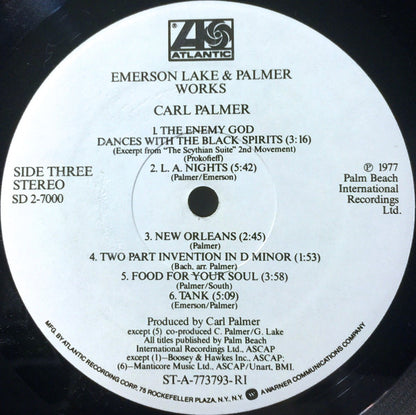 ATLANTIC
EMERSON LAKE & PALMER
WORKS
CARL PALMER
1. THE ENEMY GOD
DANCES WITH THE BLACK SPIRITS (3:16)
(Excerpt from "The Scythian Suite" 2nd Movement)
(Prokofieff)
2. L. A. NIGHTS (5:42)
(Palmer/Emerson)
SIDE THREE
STEREO
SD 2-7000
℗ 1977
Palm Beach
International
Recordings
Ltd.
3. NEW ORLEANS (2:45)
(Palmer)
4. TWO PART INVENTION IN D MINOR (1:53)
(Bach, arr. Palmer)
5. FOOD FOR YOUR SOUL (3:58)
(Palmer/South)
6. TANK (5:09)
(Emerson/Palmer)
Produced by Carl Palmer
except (5) co-produced C. Palmer/G. Lake
All titles published by Palm Beach
International Recordings Ltd., ASCAP
except (1)—Boosey & Hawkes Inc., ASCAP;
(6)—Manticore Music Ltd., ASCAP/Unart, BMI.
ST-A-773793-R1
MFG. BY ATLANTIC RECORDING CORP. 75 ROCKEFELLER PLAZA, N.Y., N.Y. A WARNER COMMUNICATIONS COMPANY